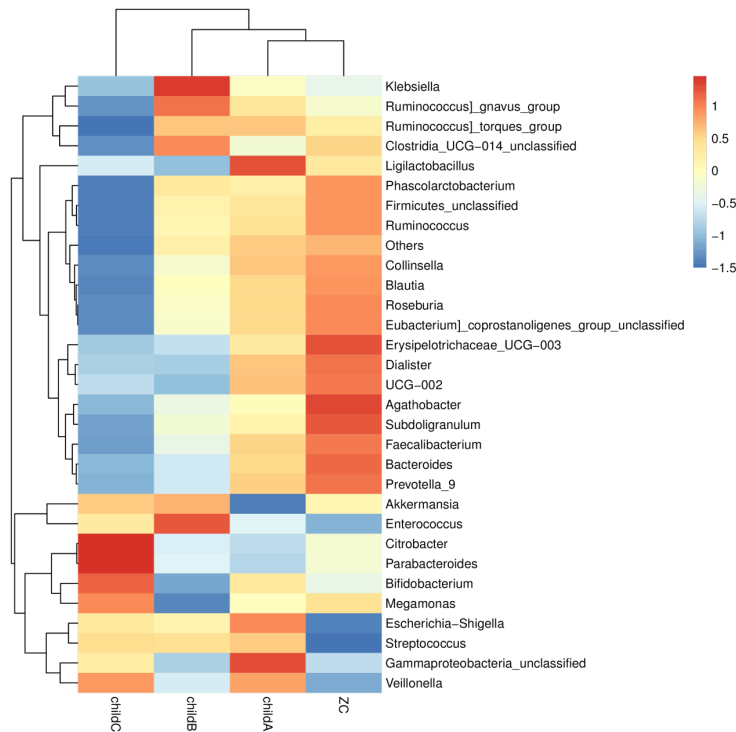 Klebsiella
Ruminococcus]_gnavus_group
Ruminococcus]_torques_group
Clostridia_UCG−014_unclassified
Ligilactobacillus
Phascolarctobacterium
Firmicutes_unclassified
Ruminococcus
Others
Collinsella
Blautia
Roseburia
Eubacterium]_coprostanoligenes_group_unclassified
Erysipelotrichaceae_UCG−003
Dialister
UCG−002
Agathobacter
Subdoligranulum
Faecalibacterium
Bacteroides
Prevotella_9
Akkermansia
Enterococcus
Citrobacter
Parabacteroides
Bifidobacterium
Megamonas
Escherichia−Shigella
Streptococcus
Gammaproteobacteria_unclassified
Veillonella
childC
childB
childA
ZC
1
0.5
0
−0.5
−1
−1.5